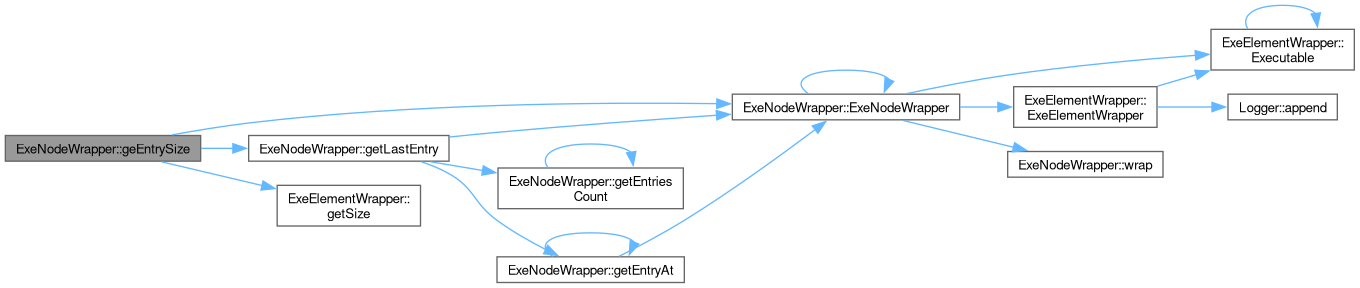 ExeNodeWrapper::geEntrySize
ExeNodeWrapper::getLastEntry
ExeElementWrapper::
getSize
ExeNodeWrapper::getEntries
Count
ExeNodeWrapper::getEntryAt
ExeNodeWrapper::ExeNodeWrapper
ExeElementWrapper::
ExeElementWrapper
ExeNodeWrapper::wrap
ExeElementWrapper::
Executable
Logger::append